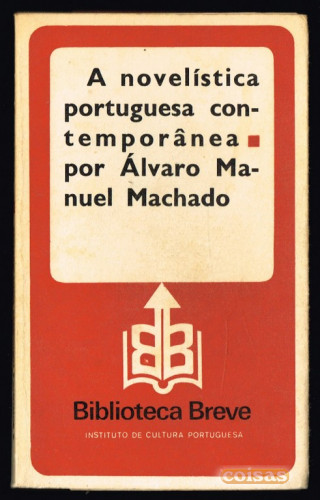 A novelística
portuguesa con-
temporânea ▪
por Álvaro Ma-
nuel Machado
BB
Biblioteca Breve
INSTITUTO DE CULTURA PORTUGUESA
coisas